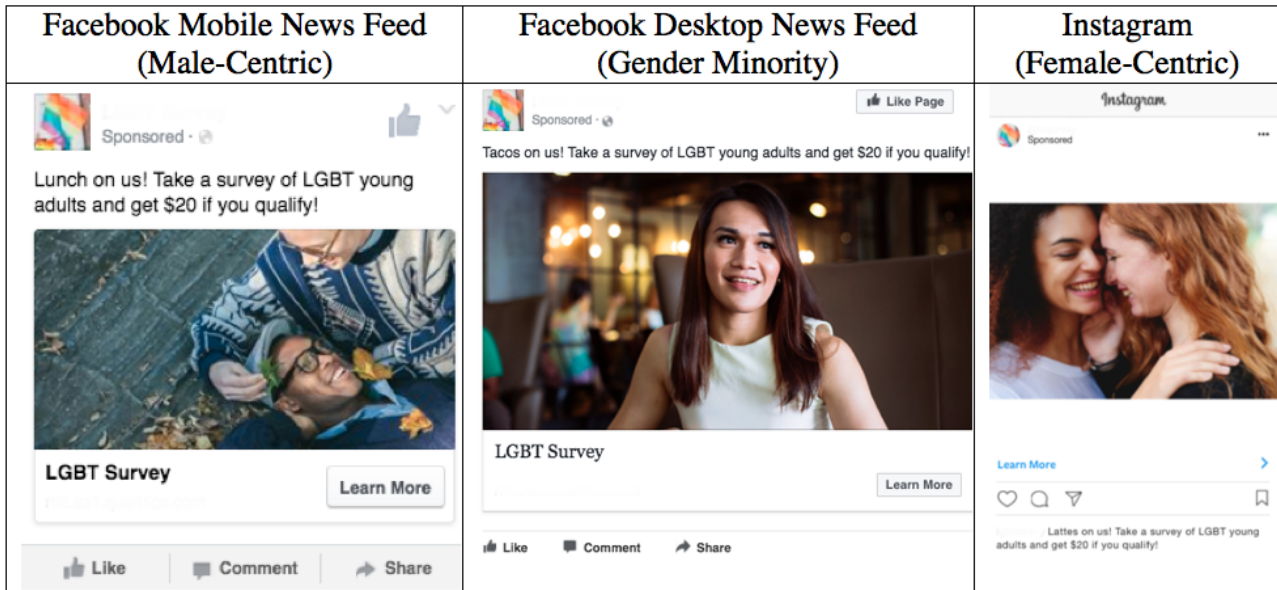 Facebook Mobile News Feed
(Male-Centric)
Facebook Desktop News Feed
(Gender Minority)
Instagram
(Female-Centric)
Sponsored ·
Lunch on us! Take a survey of LGBT young
adults and get $20 if you qualify!
LGBT Survey
Learn More
Like
Comment
Share
Like Page
Sponsored ·
Tacos on us! Take a survey of LGBT young adults and get $20 if you qualify!
LGBT Survey
Learn More
Like
Comment
Share
Instagram
Sponsored
Learn More
Lattes on us! Take a survey of LGBT young
adults and get $20 if you qualify!